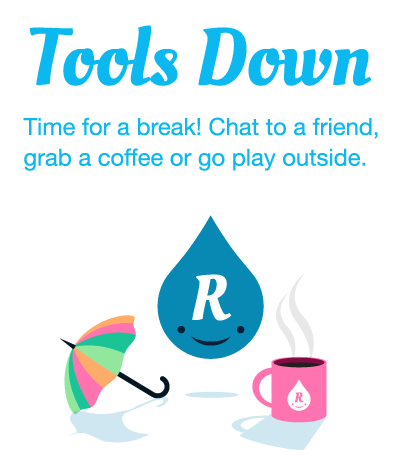 Tools Down
Time for a break! Chat to a friend,
grab a coffee or go play outside.
R
R